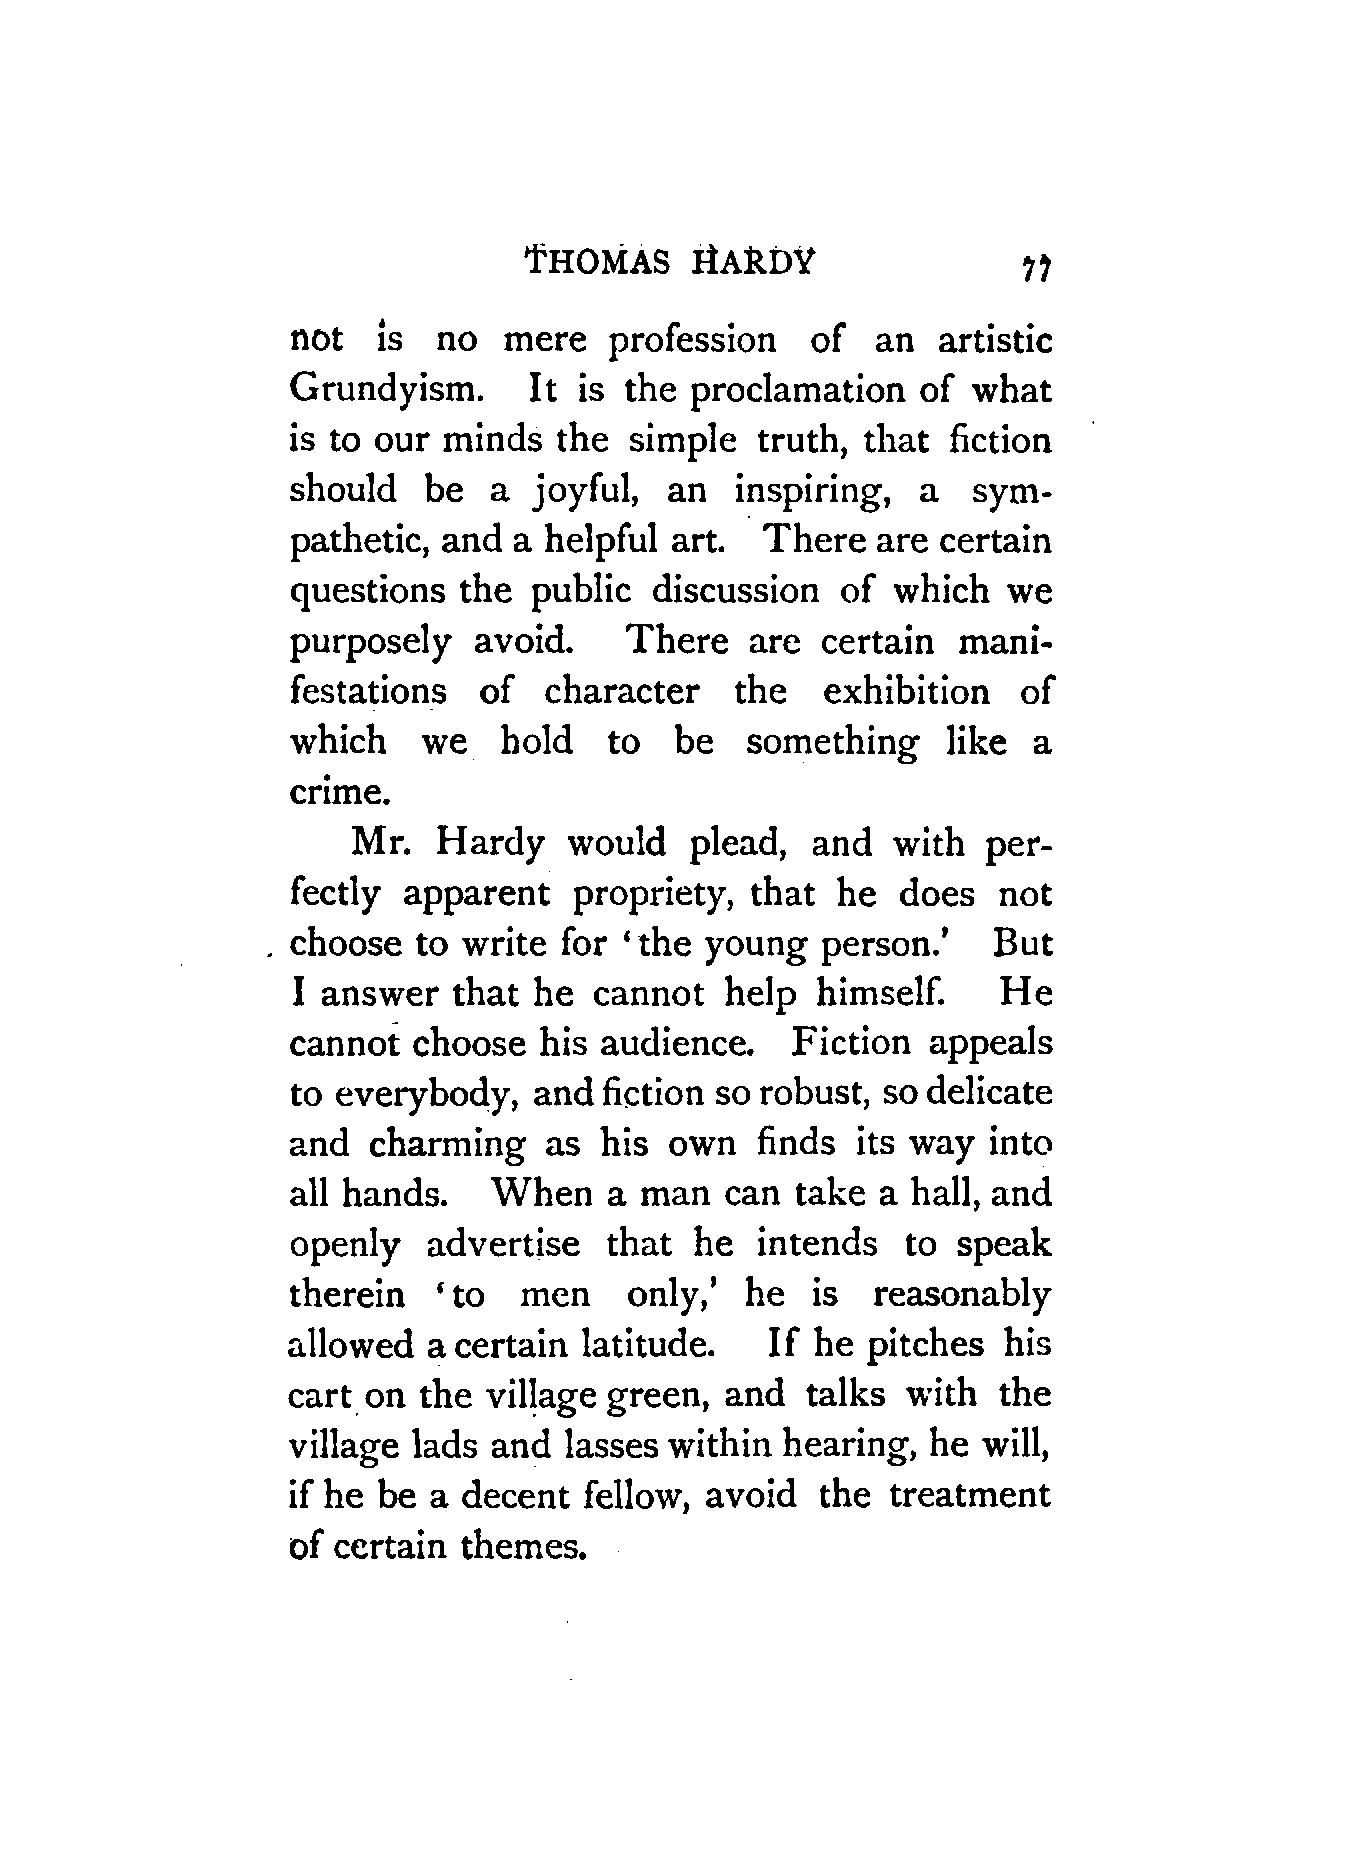 THOMAS HARDY 77
not is no mere profession of an artistic
Grundyism. It is the proclamation of what
is to our minds the simple truth, that fiction
should be a joyful, an inspiring, a sym-
pathetic, and a helpful art. There are certain
questions the public discussion of which we
purposely avoid. There are certain mani-
festations of character the exhibition of
which we hold to be something like a
crime.
Mr. Hardy would plead, and with per-
fectly apparent propriety, that he does not
choose to write for ‘the young person.’ But
I answer that he cannot help himself. He
cannot choose his audience. Fiction appeals
to everybody, and fiction so robust, so delicate
and charming as his own finds its way into
all hands. When a man can take a hall, and
openly advertise that he intends to speak
therein ‘to men only,’ he is reasonably
allowed a certain latitude. If he pitches his
cart on the village green, and talks with the
village lads and lasses within hearing, he will,
if he be a decent fellow, avoid the treatment
of certain themes.